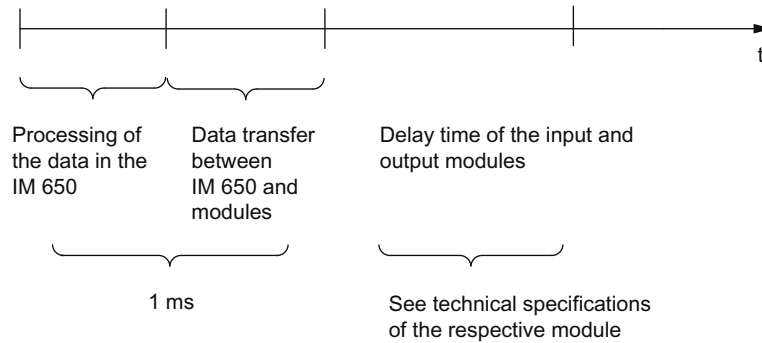 t
Processing of
the data in the
IM 650
Data transfer
between
IM 650 and
modules
Delay time of the input and
output modules
1 ms
See technical specifications
of the respective module